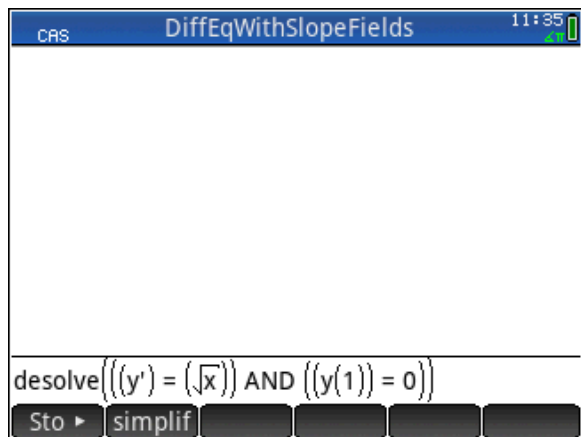 CAS DiffEqWithSlopeFields 11:35
∡π
desolve(((y') = (√x)) AND ((y(1)) = 0))
Sto ▸ simplif